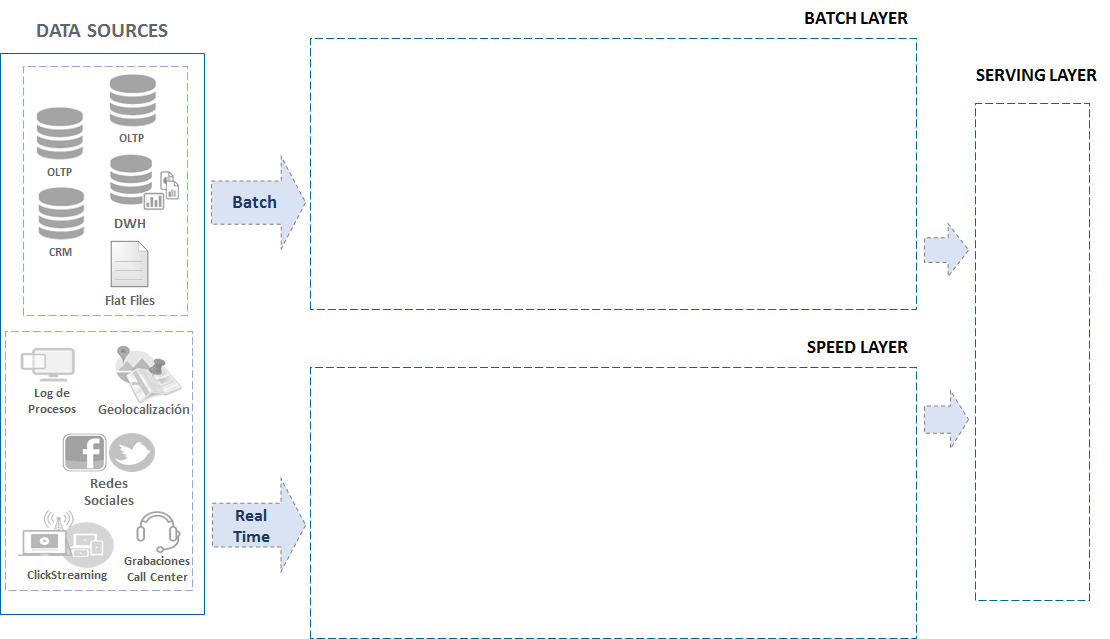 DATA SOURCES
OLTP
OLTP
DWH
CRM
Flat Files
Log de
Procesos
Geolocalización
Redes
Sociales
ClickStreaming
Grabaciones
Call Center
Batch
Real
Time
BATCH LAYER
SPEED LAYER
SERVING LAYER